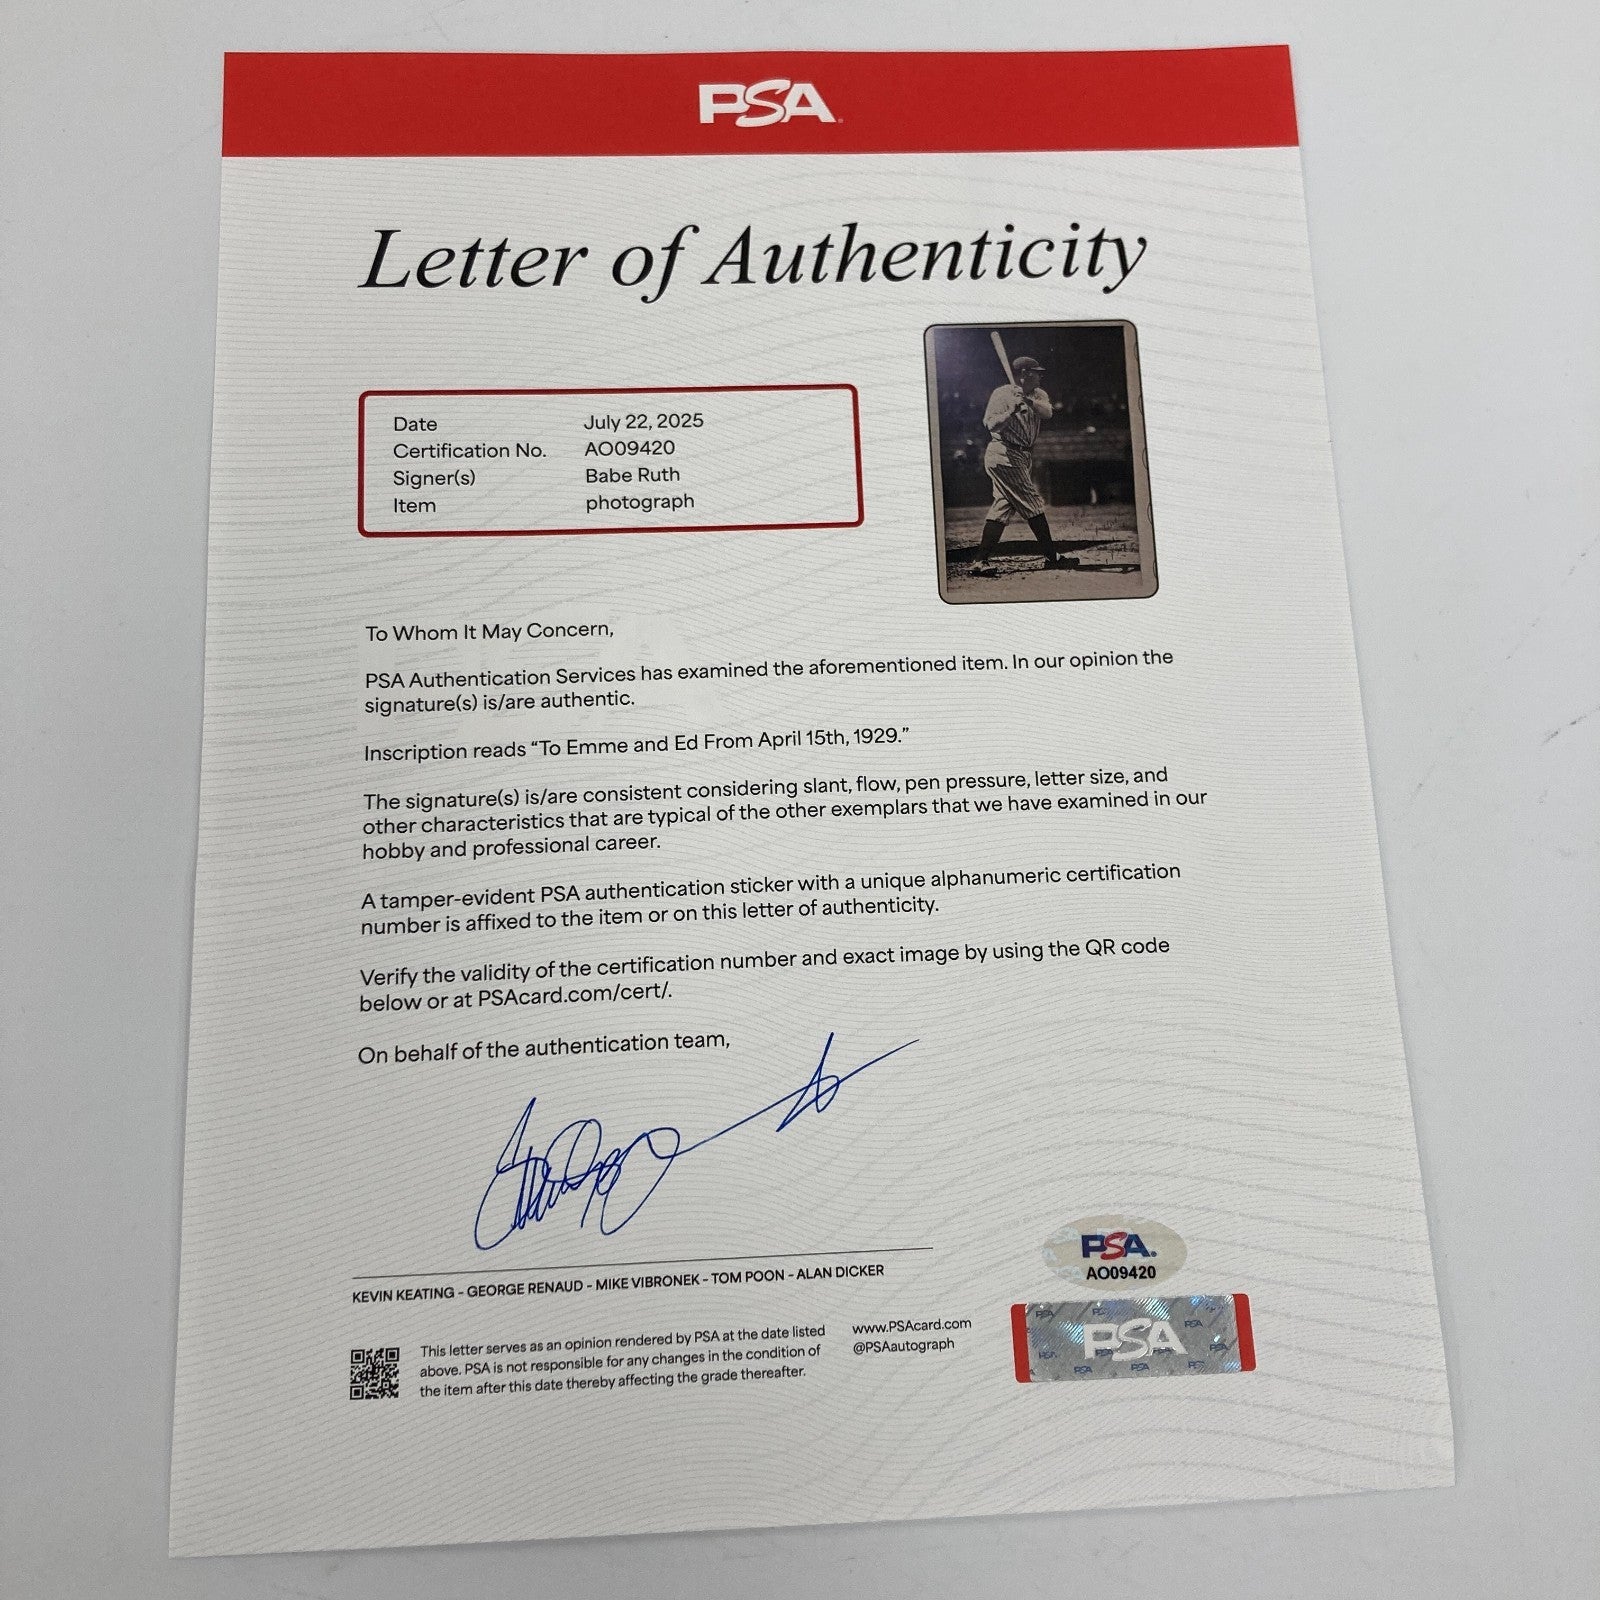 PSA
Letter of Authenticity
Date July 22, 2025
Certification No. AO09420
Signer(s) Babe Ruth
Item photograph
To Whom It May Concern,
PSA Authentication Services has examined the aforementioned item. In our opinion the
signature(s) is/are authentic.
Inscription reads “To Emme and Ed From April 15th, 1929.”
The signature(s) is/are consistent considering slant, flow, pen pressure, letter size, and
other characteristics that are typical of the other exemplars that we have examined in our
hobby and professional career.
A tamper-evident PSA authentication sticker with a unique alphanumeric certification
number is affixed to the item or on this letter of authenticity.
Verify the validity of the certification number and exact image by using the QR code
below or at PSAcard.com/cert/.
On behalf of the authentication team,
KEVIN KEATING - GEORGE RENAUD - MIKE VIBRONEK - TOM POON - ALAN DICKER
This letter serves as an opinion rendered by PSA at the date listed
above. PSA is not responsible for any changes in the condition of
the item after this date thereby affecting the grade thereafter.
www.PSAcard.com
@PSAautograph
PSA.
AO09420
PSA